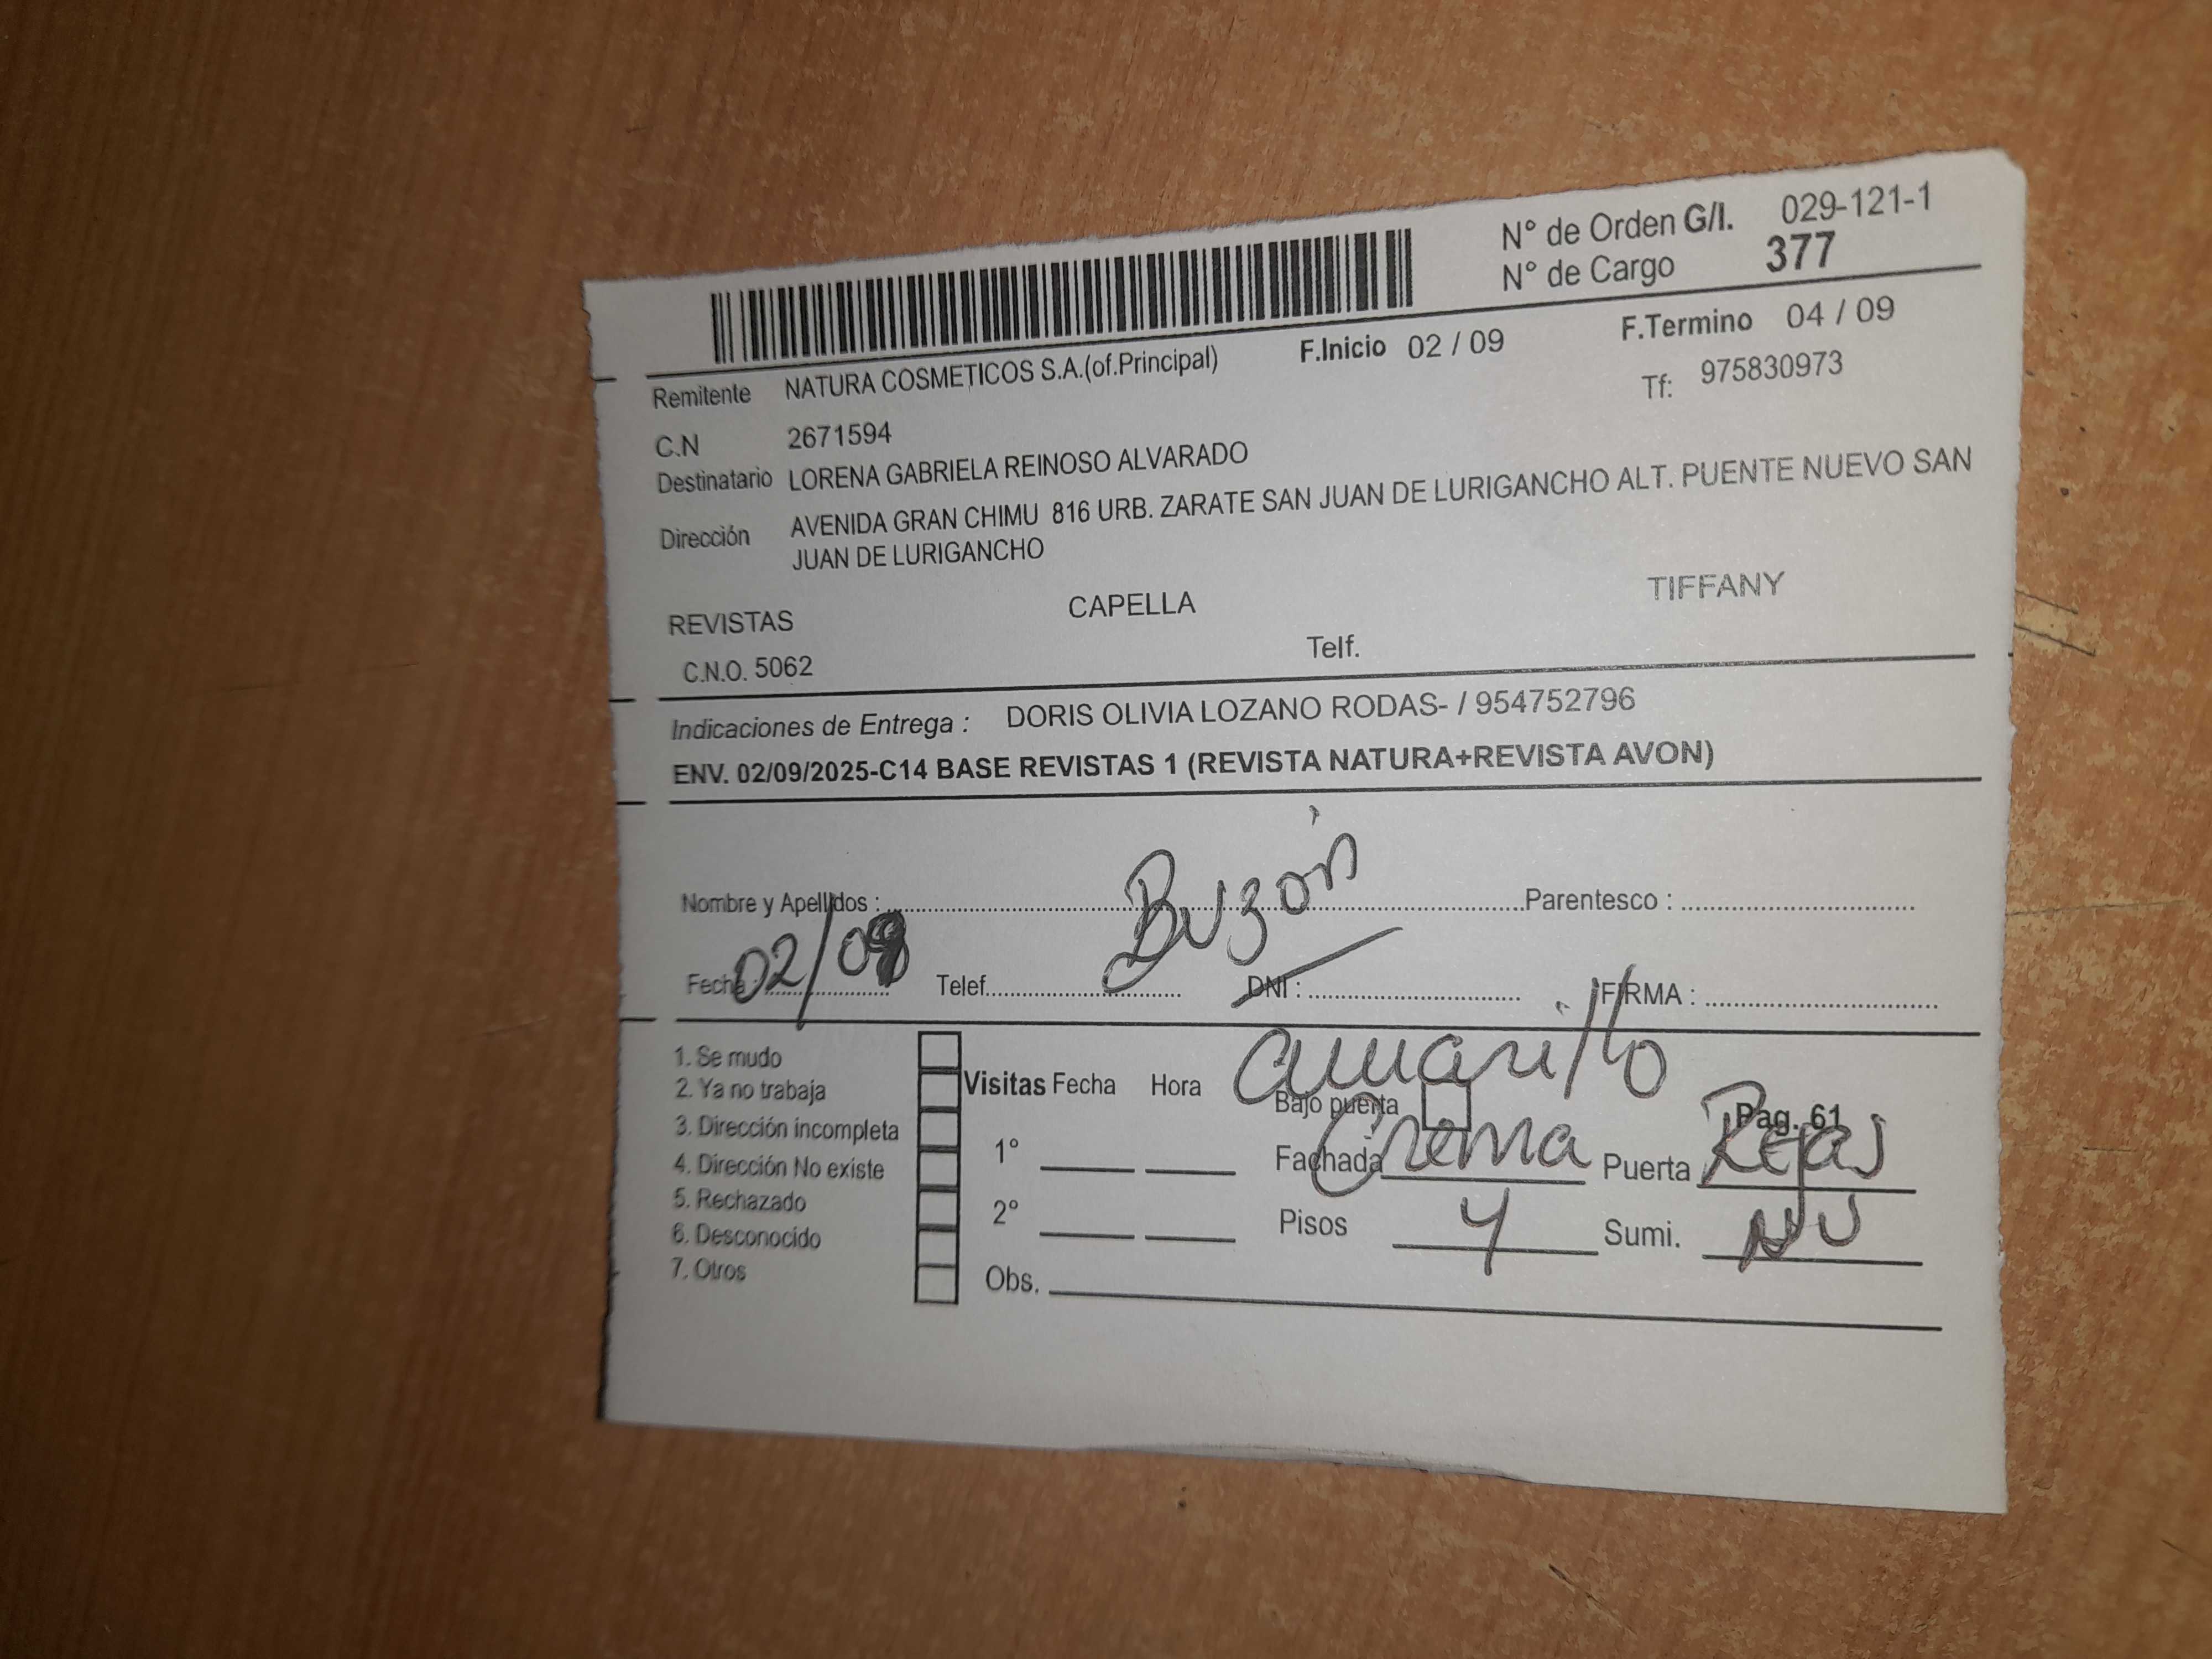 N° de Orden G/I. 029-121-1
N° de Cargo 377
F.Inicio 02 / 09 F.Termino 04 / 09
Remitente NATURA COSMETICOS S.A.(of.Principal) Tf: 975830973
C.N 2671594
Destinatario LORENA GABRIELA REINOSO ALVARADO
Dirección AVENIDA GRAN CHIMU 816 URB. ZARATE SAN JUAN DE LURIGANCHO ALT. PUENTE NUEVO SAN
JUAN DE LURIGANCHO
REVISTAS CAPELLA TIFFANY
C.N.O. 5062 Telf.
Indicaciones de Entrega : DORIS OLIVIA LOZANO RODAS- / 954752796
ENV. 02/09/2025-C14 BASE REVISTAS 1 (REVISTA NATURA+REVISTA AVON)
Nombre y Apellidos : Buzón Parentesco :
Fecha : 02/09 Telef. DNI : FIRMA :
amarillo
1. Se mudo
2. Ya no trabaja Visitas Fecha Hora Bajo puerta Pag. 61
3. Dirección incompleta
4. Dirección No existe 1° Fachada Crema Puerta Rejas
5. Rechazado
6. Desconocido 2° Pisos 4 Sumi.
7. Otros Obs.